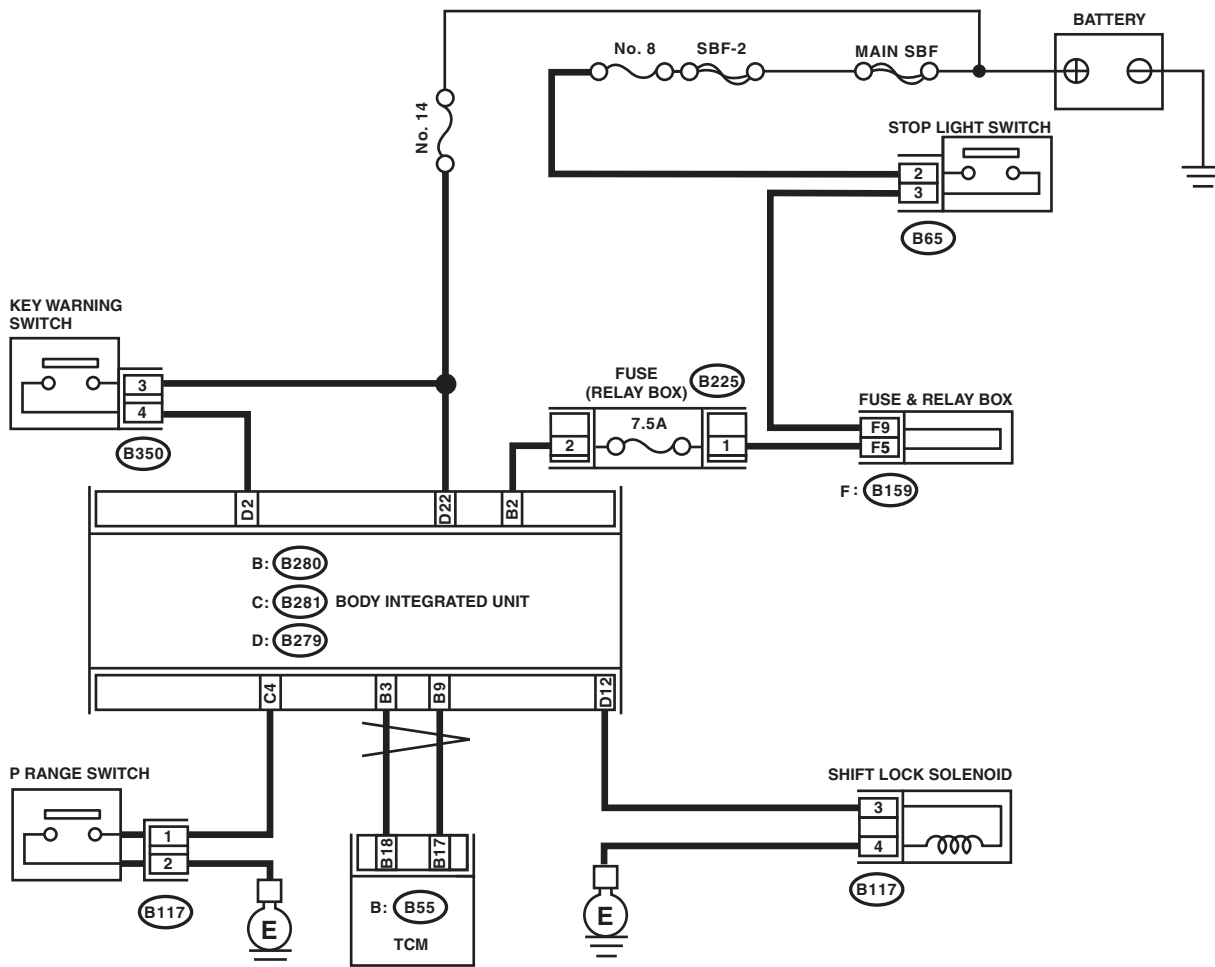 BATTERY
No. 8
SBF-2
MAIN SBF
No. 14
STOP LIGHT SWITCH
2
3
B65
KEY WARNING
SWITCH
3
4
B350
FUSE
(RELAY BOX)
B225
7.5A
2
1
FUSE & RELAY BOX
F9
F5
F: B159
D2
D22
B2
B: B280
C: B281 BODY INTEGRATED UNIT
D: B279
C4
B3
B9
D12
P RANGE SWITCH
1
2
B117
E
B18
B17
B: B55
TCM
E
SHIFT LOCK SOLENOID
3
4
B117